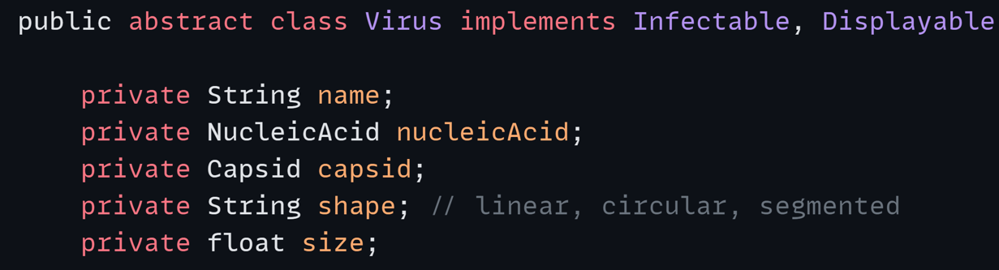 public abstract class Virus implements Infectable, Displayable
private String name;
private NucleicAcid nucleicAcid;
private Capsid capsid;
private String shape; // linear, circular, segmented
private float size;